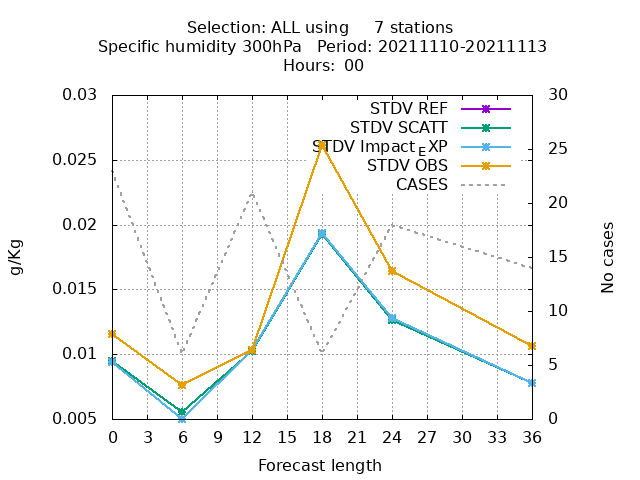 Selection: ALL using     7 stations
Specific humidity 300hPa   Period: 20211110-20211113
Hours:  00
0.03
0.025
0.02
0.015
0.01
0.005
30
25
20
15
10
5
0
STDV REF
STDV SCATT
STDV Impact_EXP
STDV OBS
CASES
g/Kg
No cases
0 3 6 9 12 15 18 21 24 27 30 33 36
Forecast length